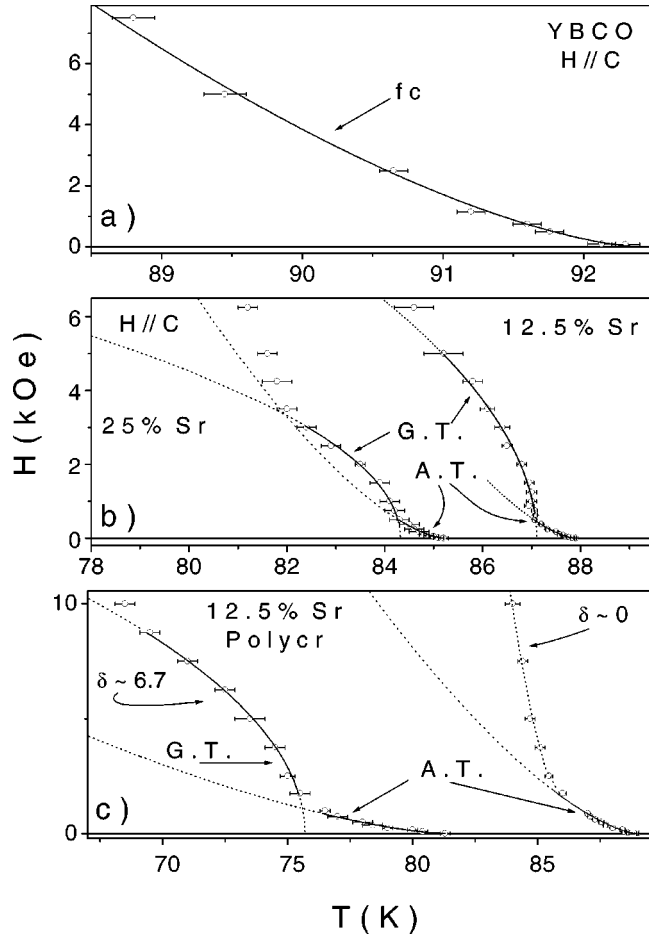 YBCO
H//C
fc
a)
6
4
2
0
89
90
91
92
H (kOe)
H//C
12.5% Sr
25% Sr
G.T.
A.T.
b)
6
4
2
0
78
80
82
84
86
88
12.5% Sr
Polycr
δ~0
δ~6.7
G.T.
A.T.
c)
10
5
0
70
75
80
85
T (K)